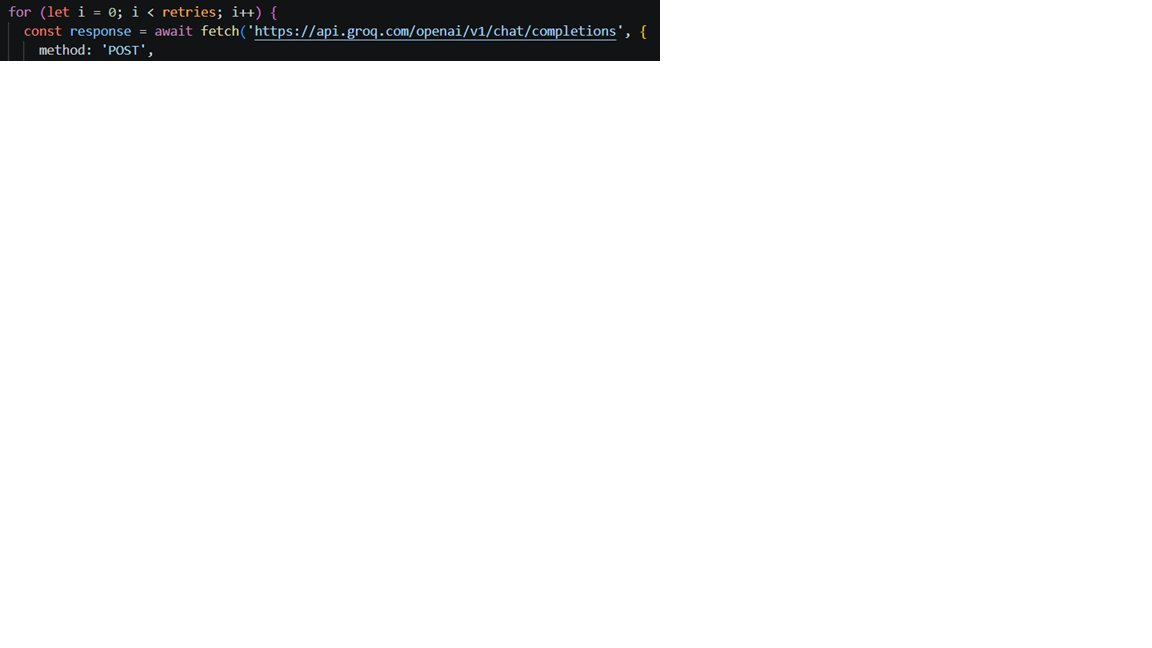 for (let i = 0; i < retries; i++) {
const response = await fetch('https://api.groq.com/openai/v1/chat/completions', {
method: 'POST',